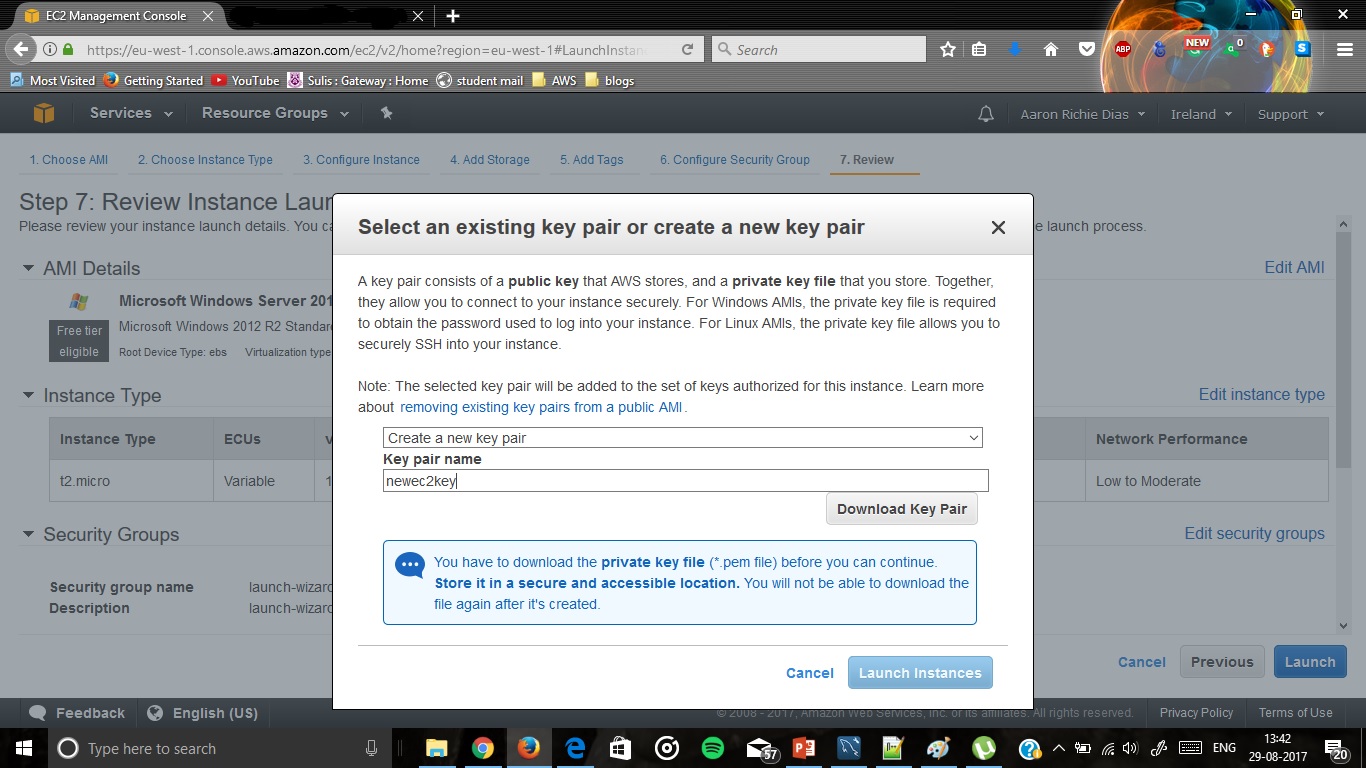 EC2 Management Console
https://eu-west-1.console.aws.amazon.com/ec2/v2/home?region=eu-west-1#LaunchInstan
Search
ABP
NEW
0
S
Most Visited Getting Started YouTube Sulis : Gateway : Home student mail AWS blogs
Services Resource Groups Aaron Richie Dias Ireland Support
1. Choose AMI 2. Choose Instance Type 3. Configure Instance 4. Add Storage 5. Add Tags 6. Configure Security Group 7. Review
Step 7: Review Instance Laun
Please review your instance launch details. You ca
e launch process.
AMI Details
Edit AMI
Microsoft Windows Server 201
Free tier
eligible
Microsoft Windows 2012 R2 Standard
Root Device Type: ebs Virtualization type
Instance Type
Edit instance type
Instance Type ECUs v Network Performance
t2.micro Variable 1 Low to Moderate
Security Groups
Edit security groups
Security group name launch-wizard
Description launch-wizard
Select an existing key pair or create a new key pair
A key pair consists of a public key that AWS stores, and a private key file that you store. Together,
they allow you to connect to your instance securely. For Windows AMIs, the private key file is required
to obtain the password used to log into your instance. For Linux AMIs, the private key file allows you to
securely SSH into your instance.
Note: The selected key pair will be added to the set of keys authorized for this instance. Learn more
about removing existing key pairs from a public AMI .
Create a new key pair
Key pair name
newec2key
Download Key Pair
You have to download the private key file (*.pem file) before you can continue.
Store it in a secure and accessible location. You will not be able to download the
file again after it's created.
Cancel Launch Instances
Cancel Previous Launch
Feedback English (US) © 2008 - 2017, Amazon Web Services, Inc. or its affiliates. All rights reserved. Privacy Policy Terms of Use
Type here to search
57
ENG
13:42
29-08-2017
20